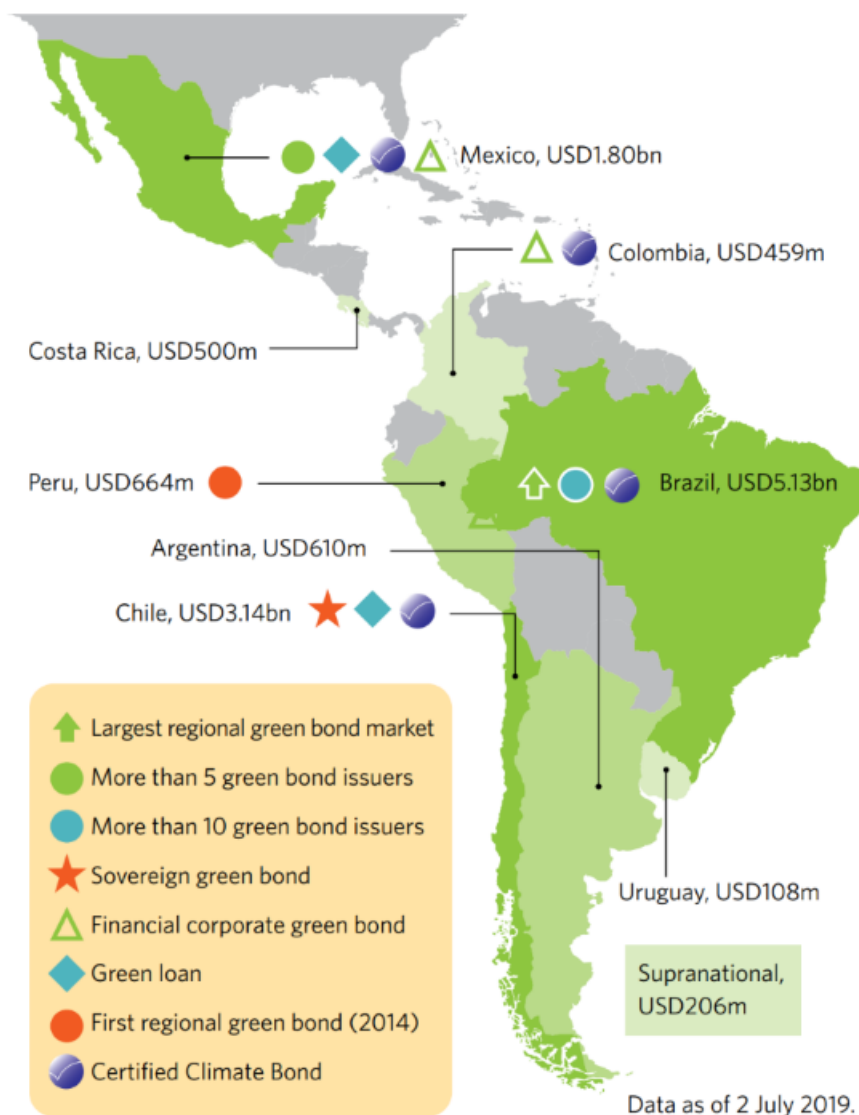 Mexico, USD1.80bn
Colombia, USD459m
Costa Rica, USD500m
Peru, USD664m
Brazil, USD5.13bn
Argentina, USD610m
Chile, USD3.14bn
Largest regional green bond market
More than 5 green bond issuers
More than 10 green bond issuers
Sovereign green bond
Financial corporate green bond
Green loan
First regional green bond (2014)
Certified Climate Bond
Uruguay, USD108m
Supranational,
USD206m
Data as of 2 July 2019.